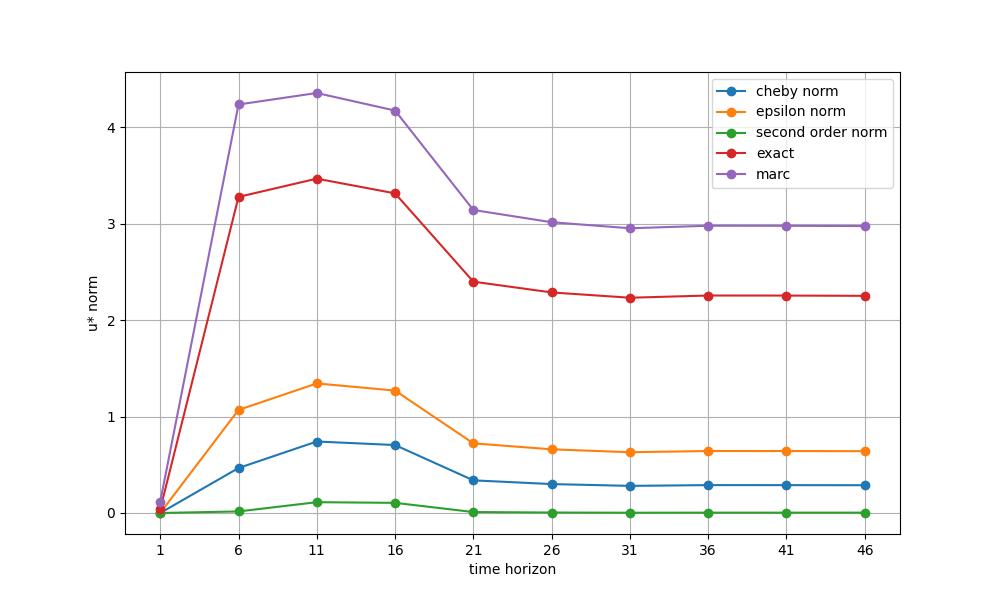 cheby norm
epsilon norm
second order norm
exact
marc
u* norm
4
3
2
1
0
1 6 11 16 21 26 31 36 41 46
time horizon